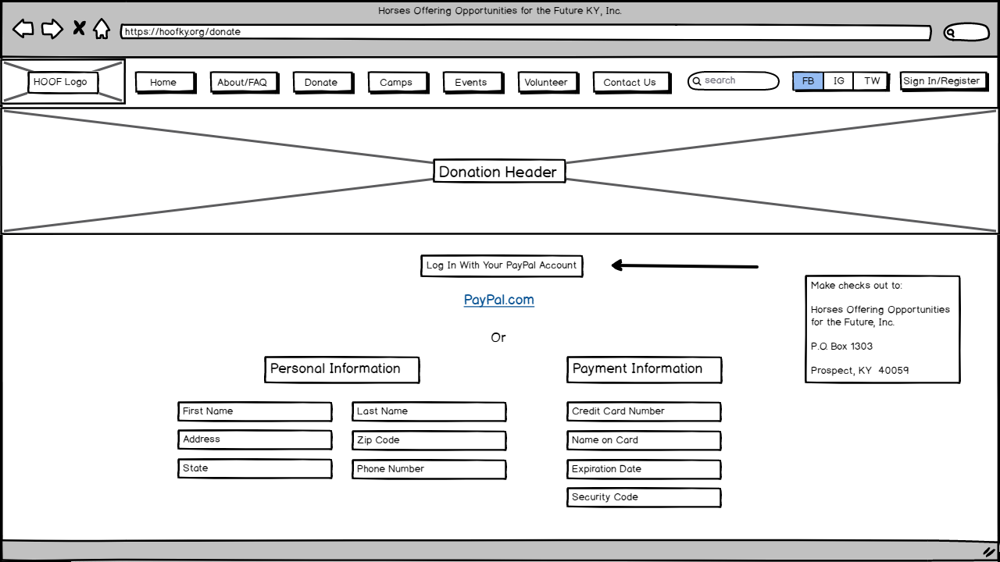 Horses Offering Opportunities for the Future KY, Inc.
https://hoofky.org/donate
HOOF Logo
Home
About/FAQ
Donate
Camps
Events
Volunteer
Contact Us
search
FB
IG
TW
Sign In/Register
Donation Header
Log In With Your PayPal Account
PayPal.com
Or
Make checks out to:
Horses Offering Opportunities
for the Future, Inc.
P.O. Box 1303
Prospect, KY 40059
Personal Information
Payment Information
First Name
Last Name
Credit Card Number
Address
Zip Code
Name on Card
State
Phone Number
Expiration Date
Security Code